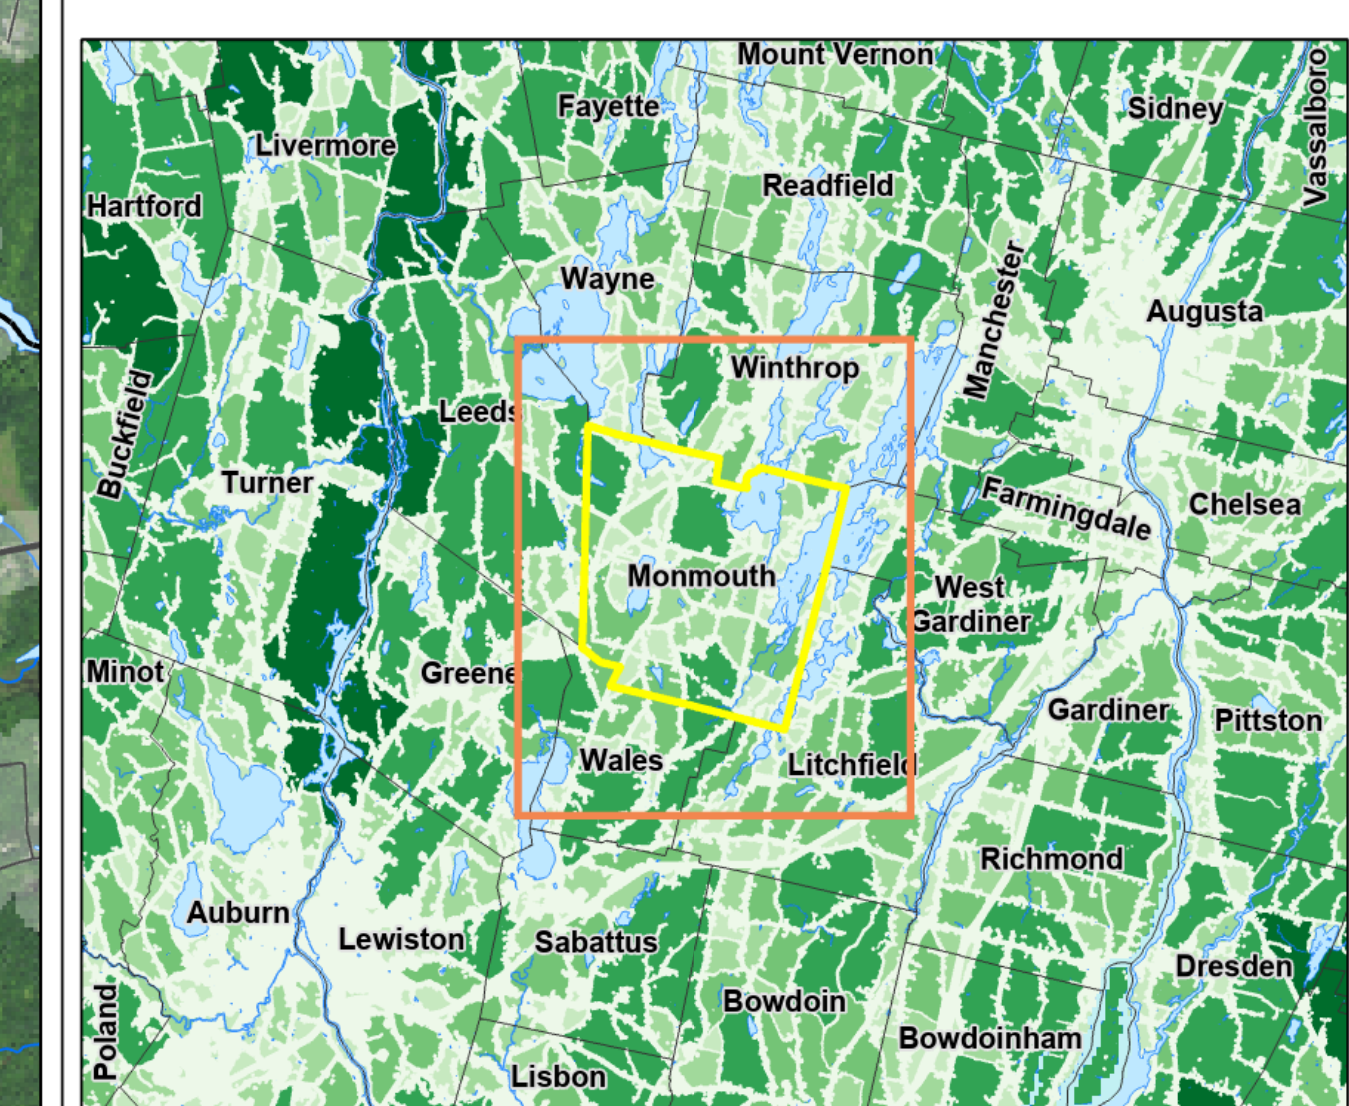 Mount Vernon
Fayette
Sidney
Vassalboro
Livermore
Readfield
Hartford
Wayne
Manchester
Augusta
Winthrop
Buckfield
Leeds
Turner
Farmingdale
Chelsea
Monmouth
West
Gardiner
Minot
Greene
Gardiner
Pittston
Wales
Litchfield
Richmond
Auburn
Lewiston
Sabattus
Dresden
Poland
Bowdoin
Bowdoinham
Lisbon